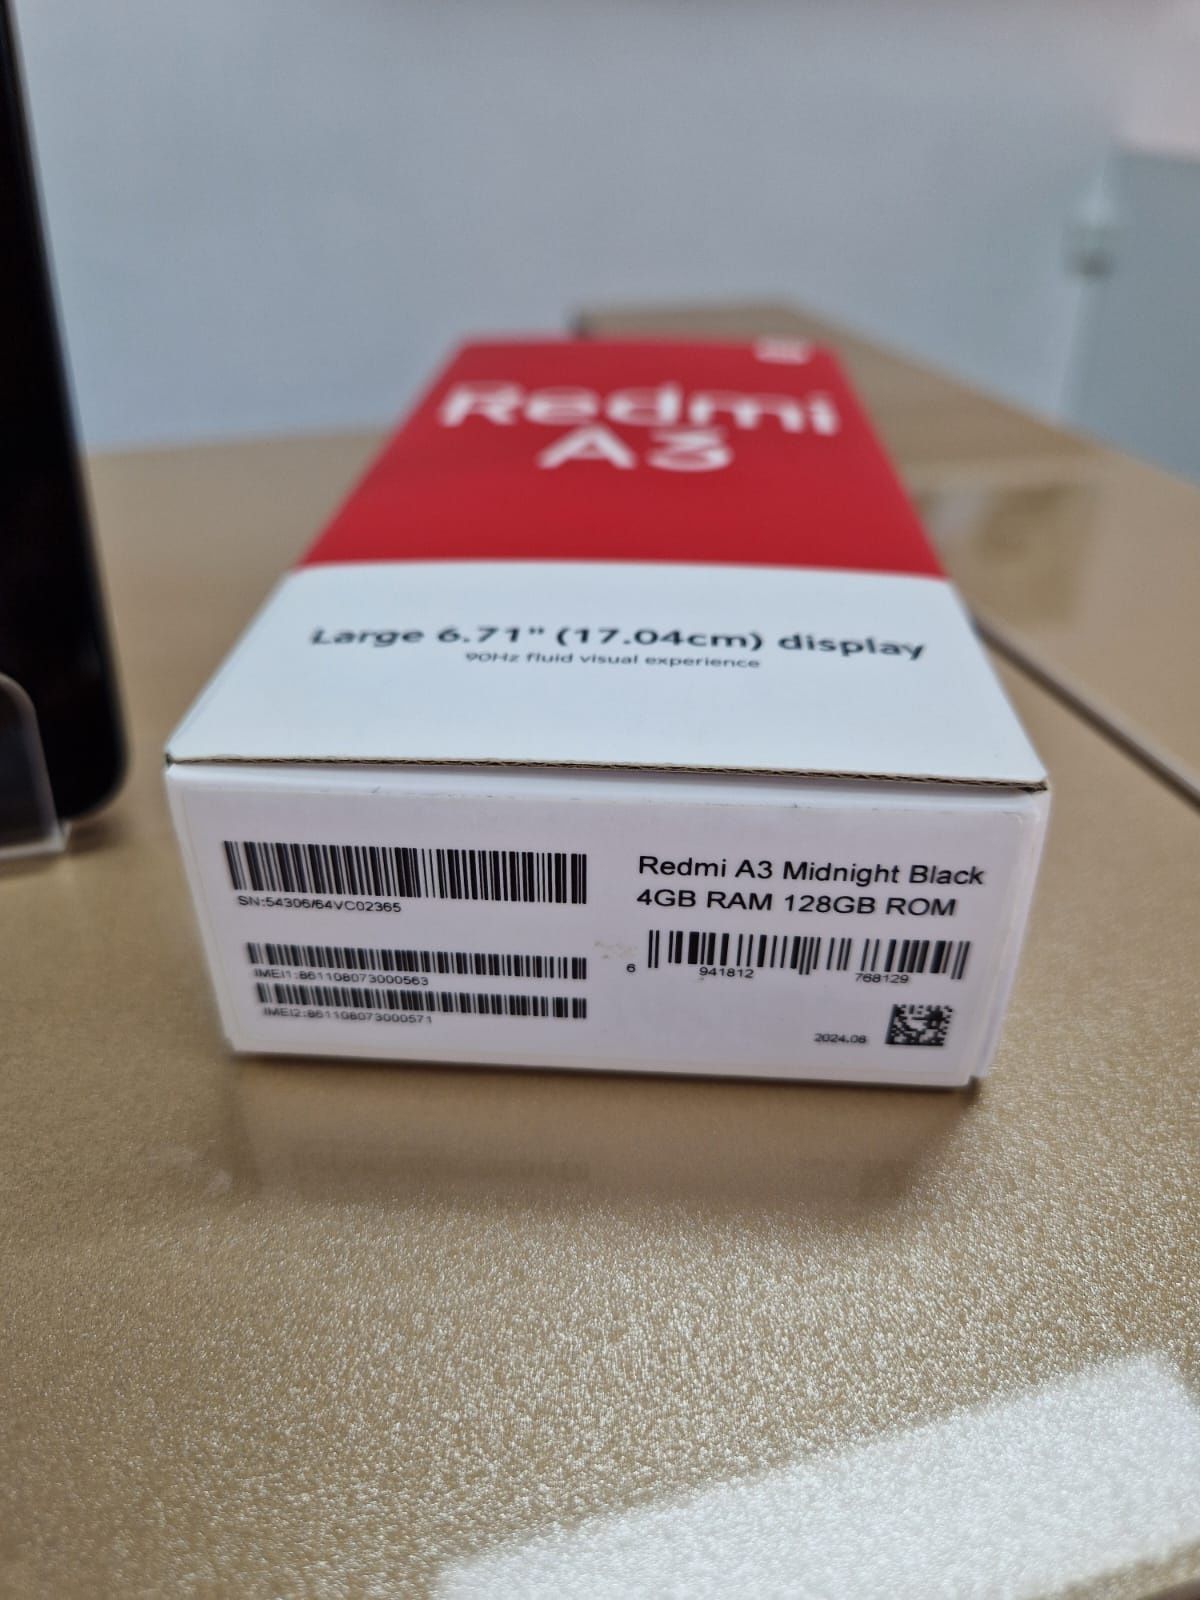 Redmi
A3
Large 6.71" (17.04cm) display
90Hz fluid visual experience
SN:54306/64VC02365
IMEI1:861108073000563
IMEI2:861108073000571
Redmi A3 Midnight Black
4GB RAM 128GB ROM
6 941812 768129
2024.08